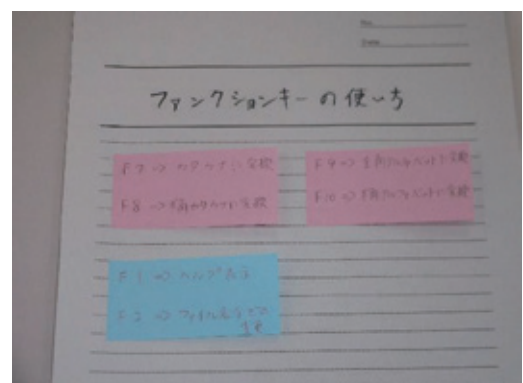 No.
Date
ファンクションキーの使い方
F7⇒カタカナに変換
F8⇒半角カタカナに変換
F9⇒全角アルファベットに変換
F10⇒半角アルファベットに変換
F1⇒ヘルプ表示
F2⇒ファイル名などの
変更